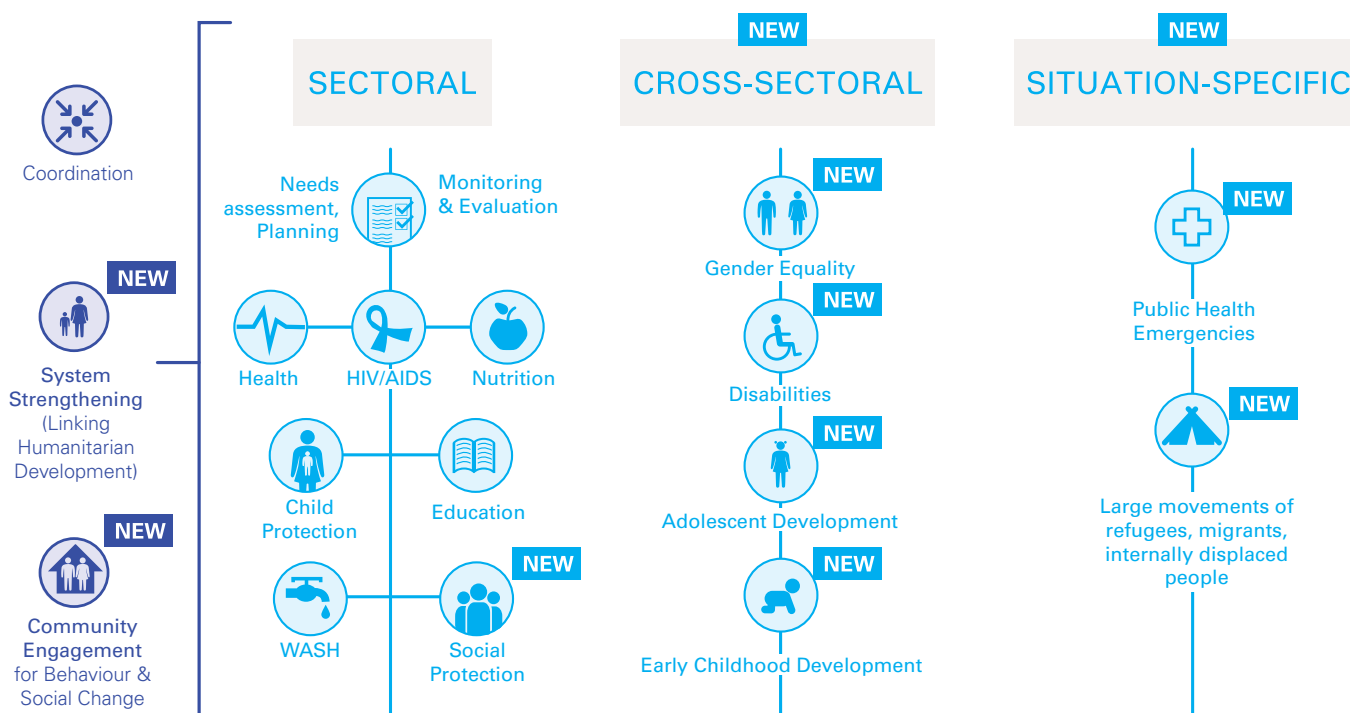 Coordination
NEW
System
Strengthening
(Linking
Humanitarian
Development)
NEW
Community
Engagement
for Behaviour &
Social Change
SECTORAL
Needs
assessment,
Planning
Monitoring
& Evaluation
Health
HIV/AIDS
Nutrition
Child
Protection
Education
WASH
NEW
Social
Protection
NEW
CROSS-SECTORAL
NEW
Gender Equality
NEW
Disabilities
NEW
Adolescent Development
NEW
Early Childhood Development
NEW
SITUATION-SPECIFIC
NEW
Public Health
Emergencies
NEW
Large movements of
refugees, migrants,
internally displaced
people